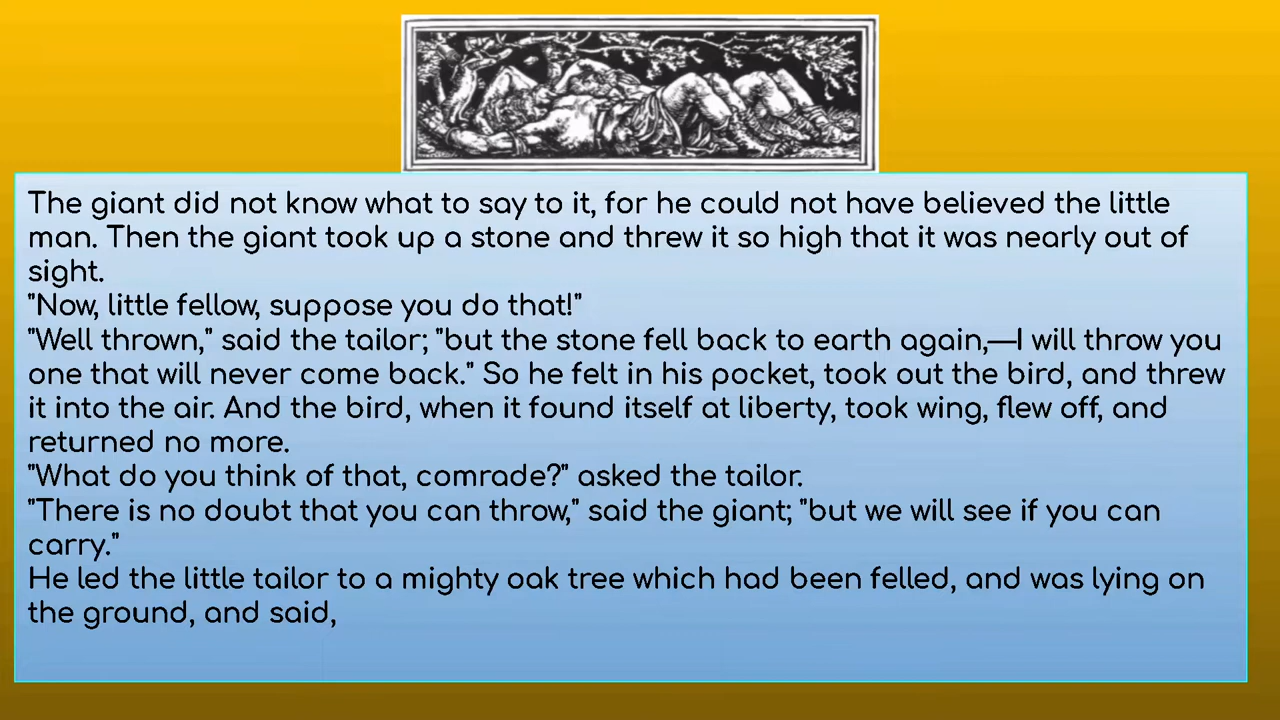 The giant did not know what to say to it, for he could not have believed the little
man. Then the giant took up a stone and threw it so high that it was nearly out of
sight.
"Now, little fellow, suppose you do that!"
"Well thrown," said the tailor; "but the stone fell back to earth again,—I will throw you
one that will never come back." So he felt in his pocket, took out the bird, and threw
it into the air. And the bird, when it found itself at liberty, took wing, flew off, and
returned no more.
"What do you think of that, comrade?" asked the tailor.
"There is no doubt that you can throw," said the giant; "but we will see if you can
carry."
He led the little tailor to a mighty oak tree which had been felled, and was lying on
the ground, and said,